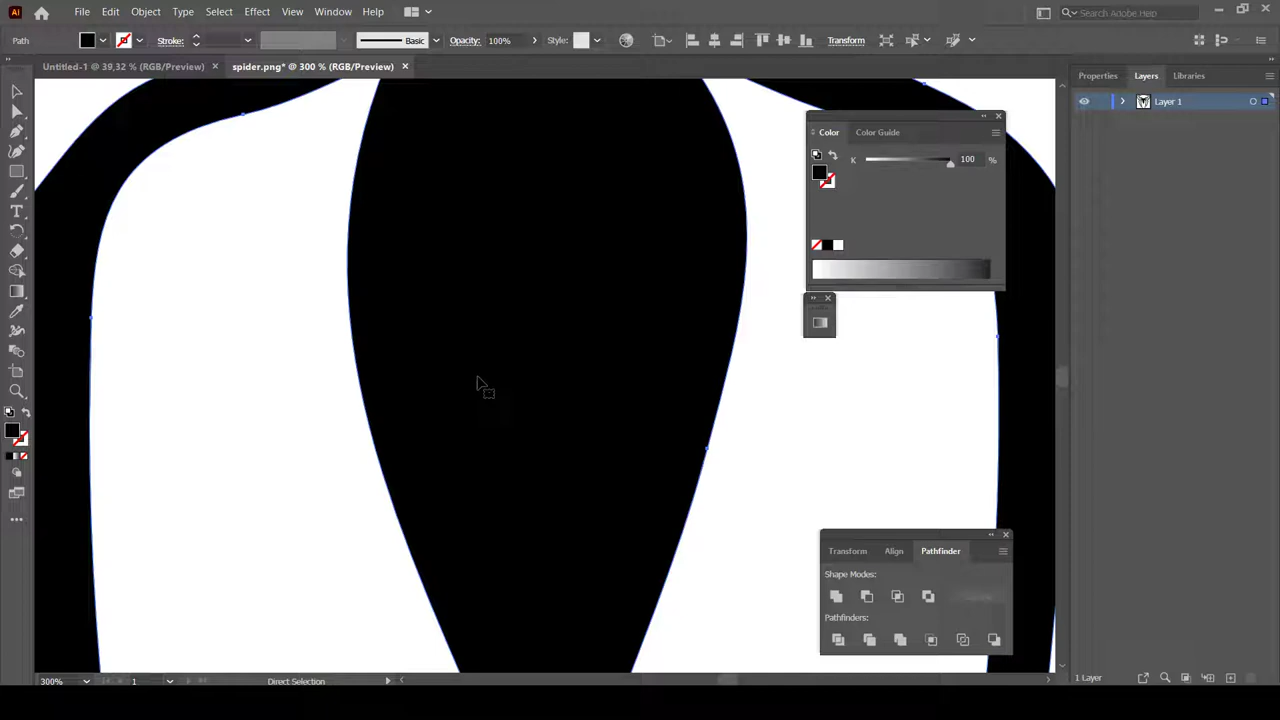 Ai File Edit Object Type Select Effect View Window Help Search Adobe Help
Path Stroke: Basic Opacity: 100% Style: Transform
Untitled-1 @ 39,32 % (RGB/Preview) × spider.png* @ 300 % (RGB/Preview) ×
Properties Layers Libraries
Layer 1
Color Color Guide
K 100 %
Transform Align Pathfinder
Shape Modes:
Pathfinders:
300% 1 Direct Selection
1 Layer